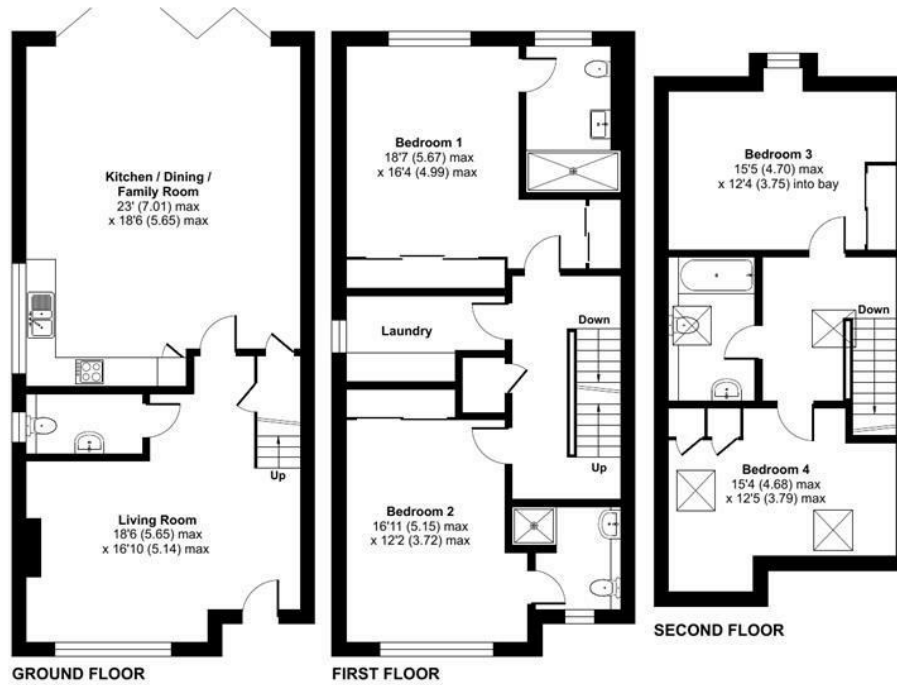 Kitchen / Dining /
Family Room
23' (7.01) max
x 18'6 (5.65) max
Up
Living Room
18'6 (5.65) max
x 16'10 (5.14) max
GROUND FLOOR
Bedroom 1
18'7 (5.67) max
x 16'4 (4.99) max
Laundry
Down
Up
Bedroom 2
16'11 (5.15) max
x 12'2 (3.72) max
FIRST FLOOR
Bedroom 3
15'5 (4.70) max
x 12'4 (3.75) into bay
Down
Bedroom 4
15'4 (4.68) max
x 12'5 (3.79) max
SECOND FLOOR